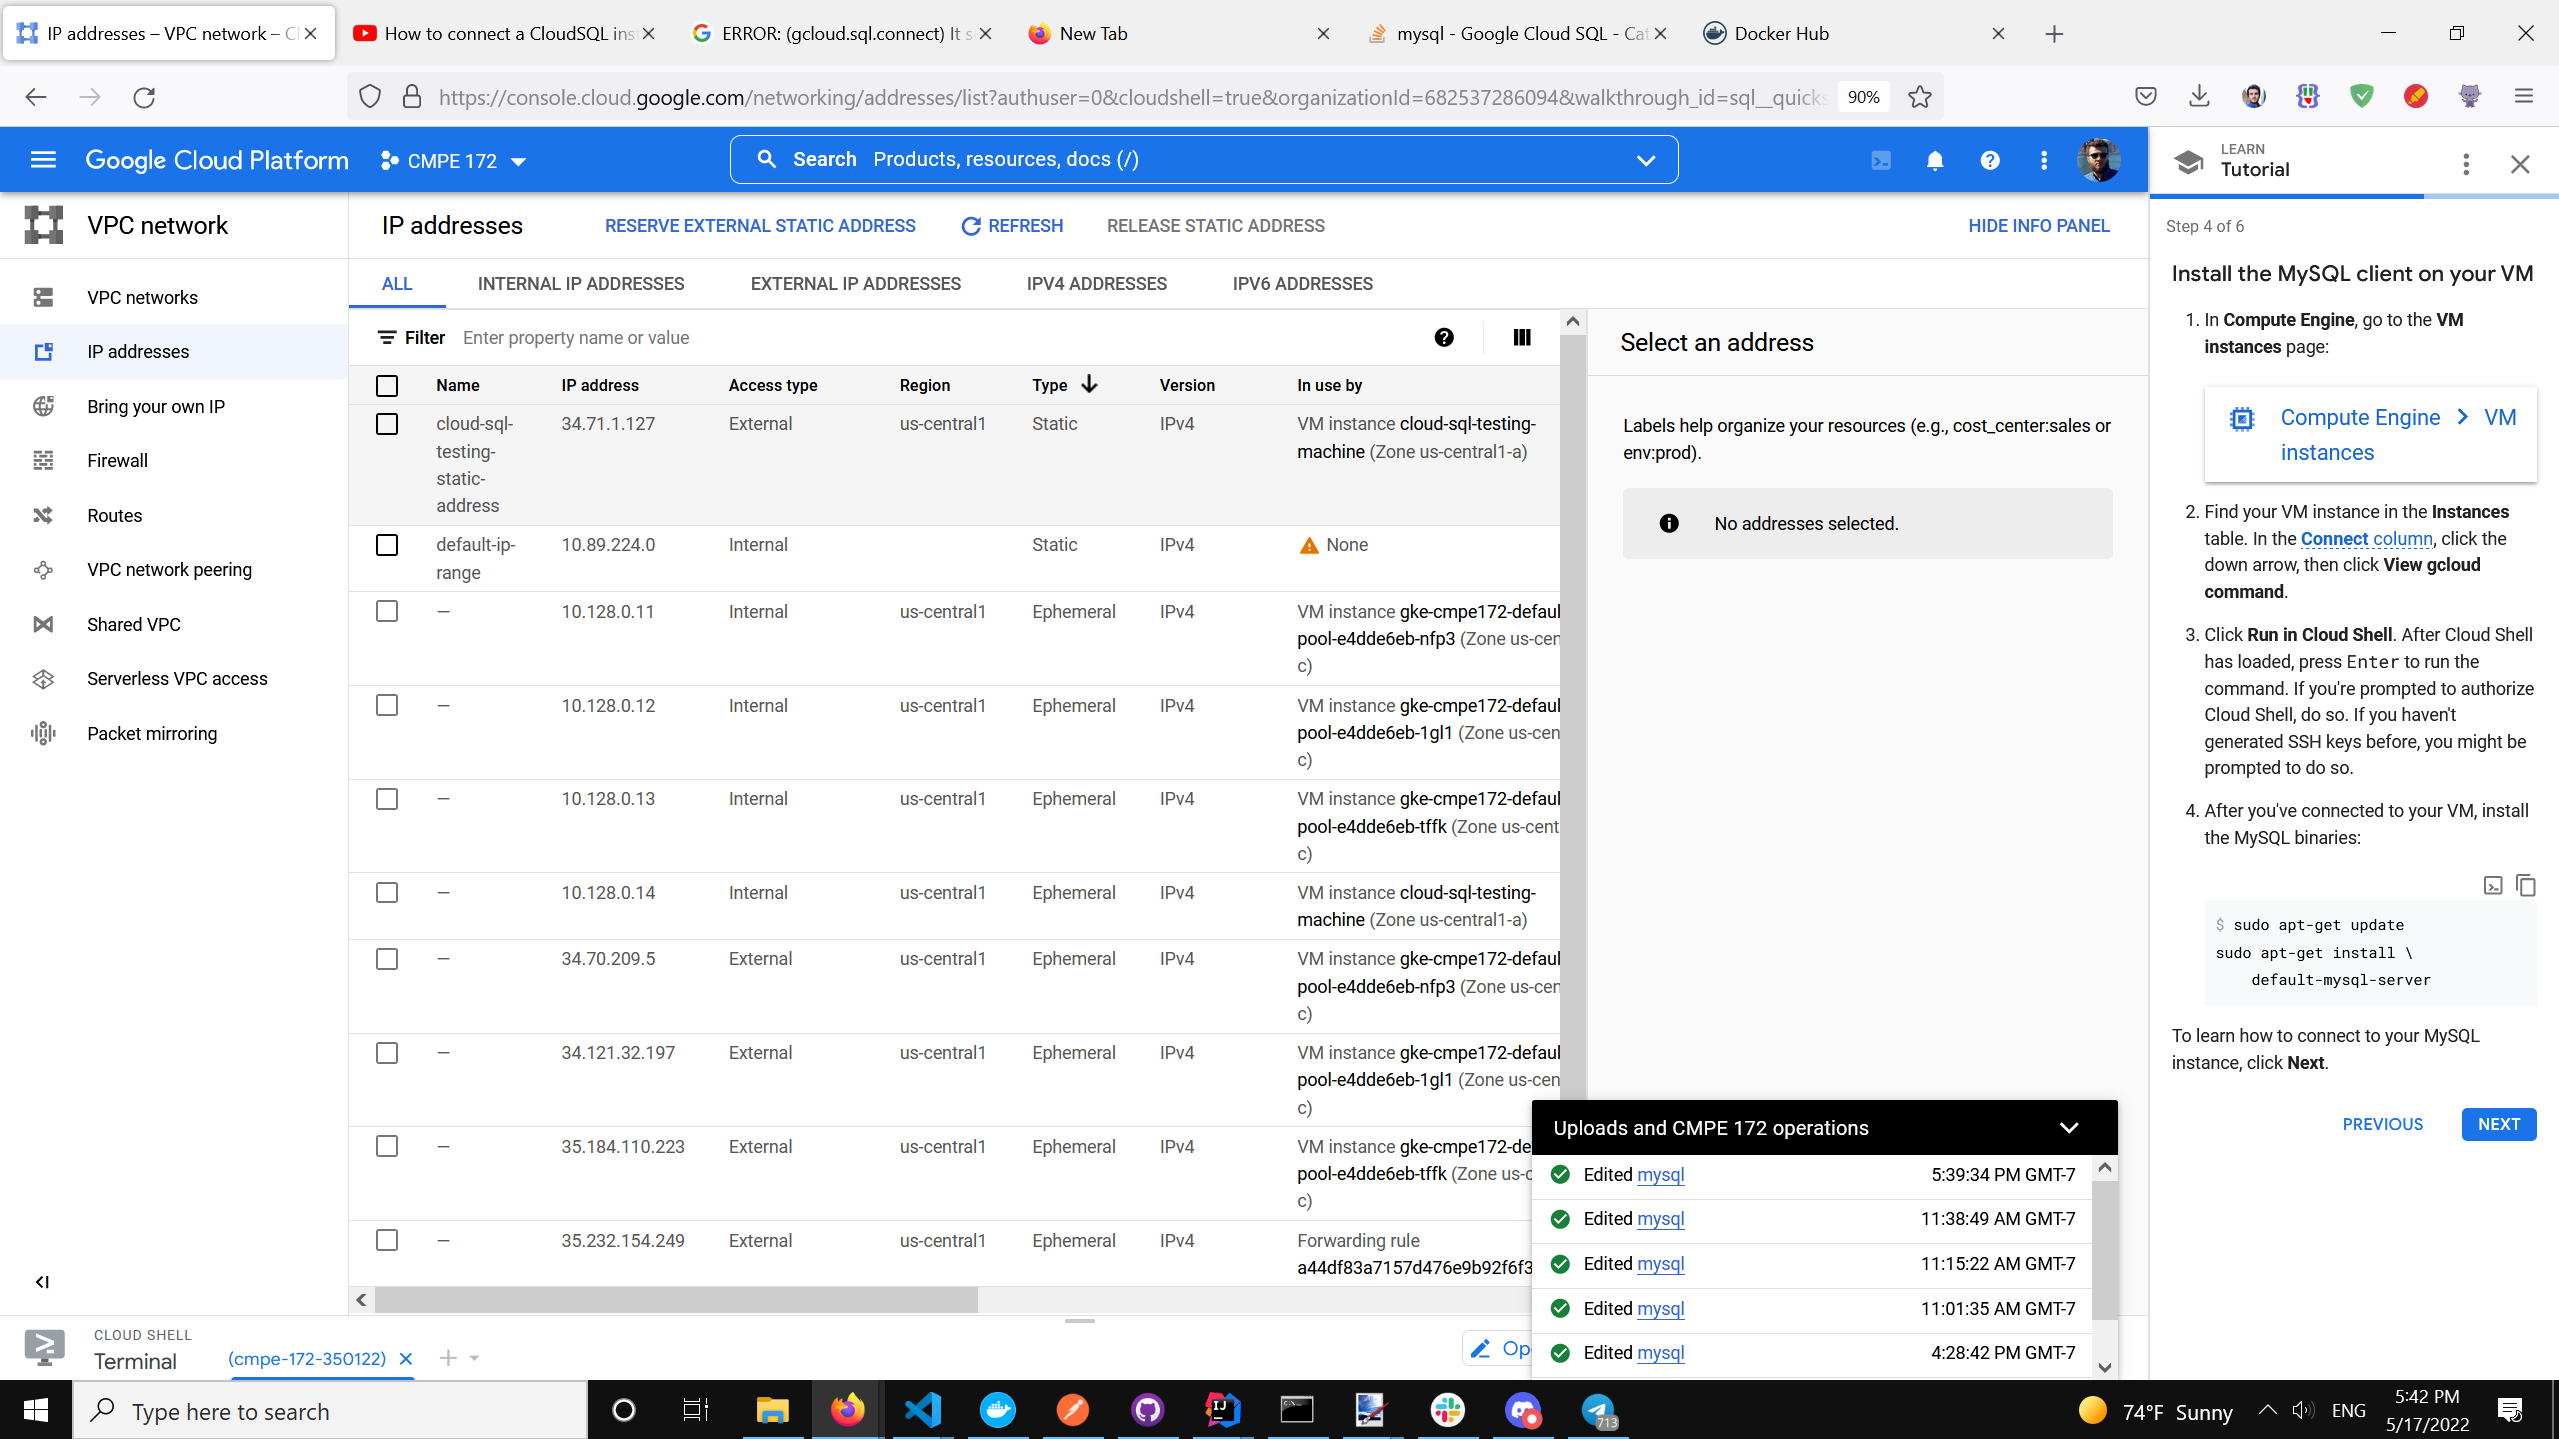 IP addresses – VPC network – Cl
How to connect a CloudSQL inst
ERROR: (gcloud.sql.connect) It s
New Tab
mysql - Google Cloud SQL - Cat
Docker Hub
https://console.cloud.google.com/networking/addresses/list?authuser=0&cloudshell=true&organizationId=682537286094&walkthrough_id=sql__quicks
90%
Google Cloud Platform
CMPE 172
Search Products, resources, docs (/)
LEARN
Tutorial
VPC network
VPC networks
IP addresses
Bring your own IP
Firewall
Routes
VPC network peering
Shared VPC
Serverless VPC access
Packet mirroring
IP addresses
RESERVE EXTERNAL STATIC ADDRESS
REFRESH
RELEASE STATIC ADDRESS
HIDE INFO PANEL
ALL
INTERNAL IP ADDRESSES
EXTERNAL IP ADDRESSES
IPV4 ADDRESSES
IPV6 ADDRESSES
Filter Enter property name or value
Name IP address Access type Region Type Version In use by
cloud-sql- 34.71.1.127 External us-central1 Static IPv4 VM instance cloud-sql-testing-
testing- machine (Zone us-central1-a)
static-
address
default-ip- 10.89.224.0 Internal Static IPv4 None
range
— 10.128.0.11 Internal us-central1 Ephemeral IPv4 VM instance gke-cmpe172-defaul
pool-e4dde6eb-nfp3 (Zone us-cen
c)
— 10.128.0.12 Internal us-central1 Ephemeral IPv4 VM instance gke-cmpe172-defaul
pool-e4dde6eb-1gl1 (Zone us-cen
c)
— 10.128.0.13 Internal us-central1 Ephemeral IPv4 VM instance gke-cmpe172-defaul
pool-e4dde6eb-tffk (Zone us-cent
c)
— 10.128.0.14 Internal us-central1 Ephemeral IPv4 VM instance cloud-sql-testing-
machine (Zone us-central1-a)
— 34.70.209.5 External us-central1 Ephemeral IPv4 VM instance gke-cmpe172-defaul
pool-e4dde6eb-nfp3 (Zone us-cen
c)
— 34.121.32.197 External us-central1 Ephemeral IPv4 VM instance gke-cmpe172-defaul
pool-e4dde6eb-1gl1 (Zone us-cen
c)
— 35.184.110.223 External us-central1 Ephemeral IPv4 VM instance gke-cmpe172-de
pool-e4dde6eb-tffk (Zone us-c
c)
— 35.232.154.249 External us-central1 Ephemeral IPv4 Forwarding rule
a44df83a7157d476e9b92f6f3
Select an address
Labels help organize your resources (e.g., cost_center:sales or
env:prod).
No addresses selected.
Uploads and CMPE 172 operations
Edited mysql 5:39:34 PM GMT-7
Edited mysql 11:38:49 AM GMT-7
Edited mysql 11:15:22 AM GMT-7
Edited mysql 11:01:35 AM GMT-7
Edited mysql 4:28:42 PM GMT-7
Step 4 of 6
Install the MySQL client on your VM
1. In Compute Engine, go to the VM
instances page:
Compute Engine > VM
instances
2. Find your VM instance in the Instances
table. In the Connect column, click the
down arrow, then click View gcloud
command.
3. Click Run in Cloud Shell. After Cloud Shell
has loaded, press Enter to run the
command. If you're prompted to authorize
Cloud Shell, do so. If you haven't
generated SSH keys before, you might be
prompted to do so.
4. After you've connected to your VM, install
the MySQL binaries:
$ sudo apt-get update
sudo apt-get install \
default-mysql-server
To learn how to connect to your MySQL
instance, click Next.
PREVIOUS
NEXT
CLOUD SHELL
Terminal
(cmpe-172-350122)
Ope
Type here to search
713
74°F Sunny
ENG
5:42 PM
5/17/2022